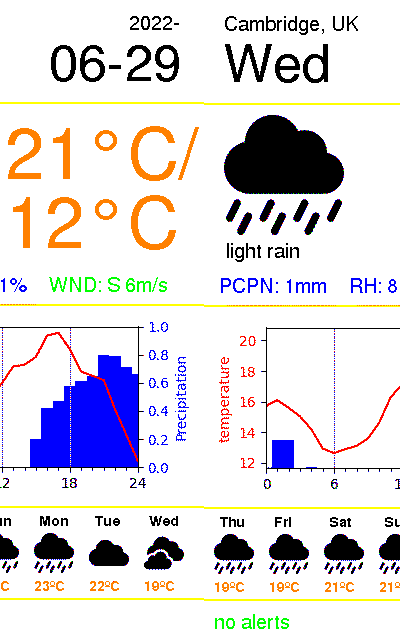 2022-
06-29
Cambridge, UK
Wed
21°C/
12°C
light rain
1% WND: S 6m/s
PCPN: 1mm RH: 8
1.0
0.8
0.6
0.4
0.2
0.0
Precipitation
12 18 24
temperature
20
18
16
14
12
0 6 1
un Mon Tue Wed
Thu Fri Sat Su
C 23°C 22°C 19°C
19°C 19°C 21°C 21°
no alerts